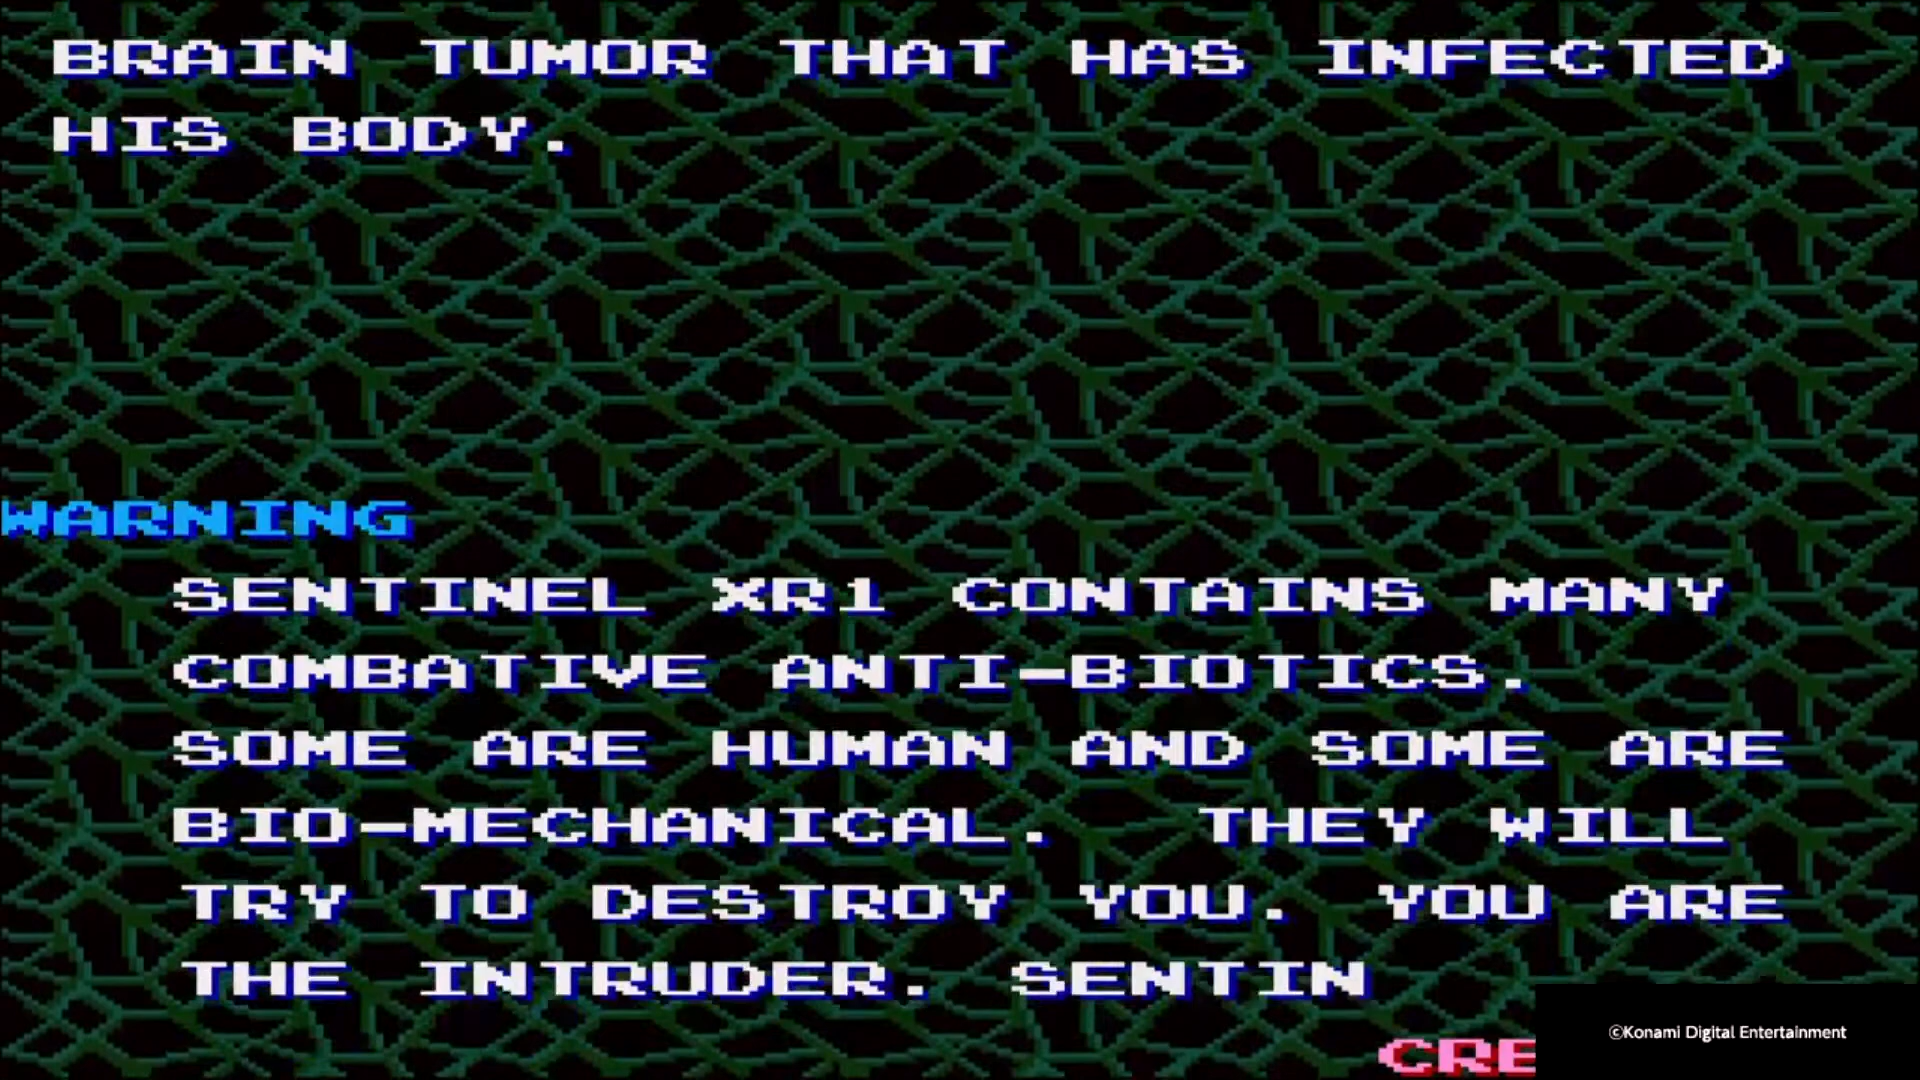 BRAIN TUMOR THAT HAS INFECTED
HIS BODY.
WARNING
SENTINEL XR1 CONTAINS MANY
COMBATIVE ANTI-BIOTICS.
SOME ARE HUMAN AND SOME ARE
BIO-MECHANICAL. THEY WILL
TRY TO DESTROY YOU. YOU ARE
THE INTRUDER. SENTIN
CRE
©Konami Digital Entertainment